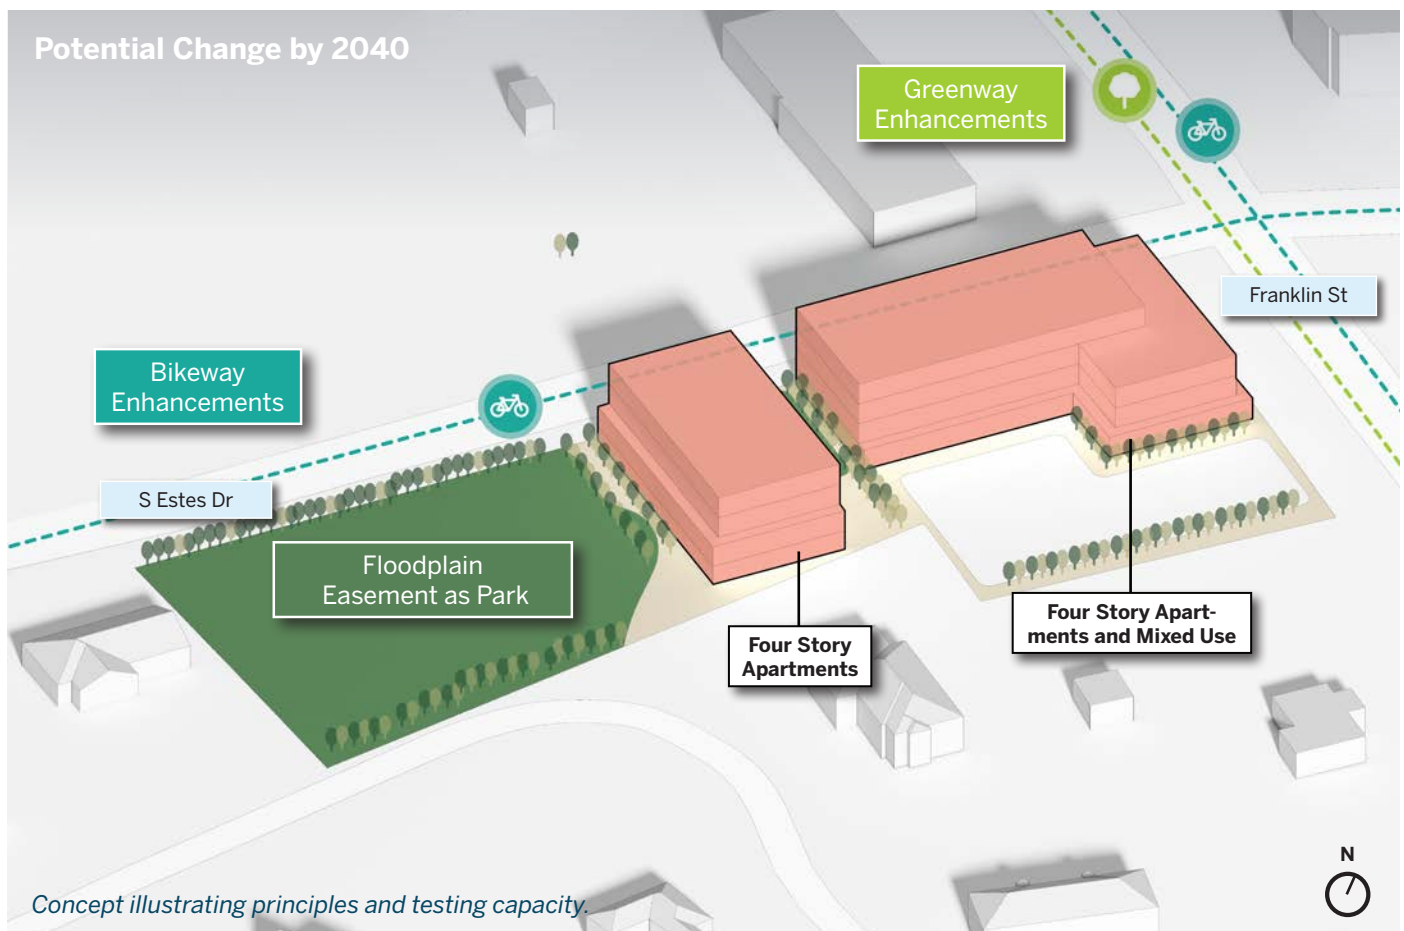 Potential Change by 2040
Greenway
Enhancements
Franklin St
Bikeway
Enhancements
S Estes Dr
Floodplain
Easement as Park
Four Story
Apartments
Four Story Apart-
ments and Mixed Use
N
Concept illustrating principles and testing capacity.